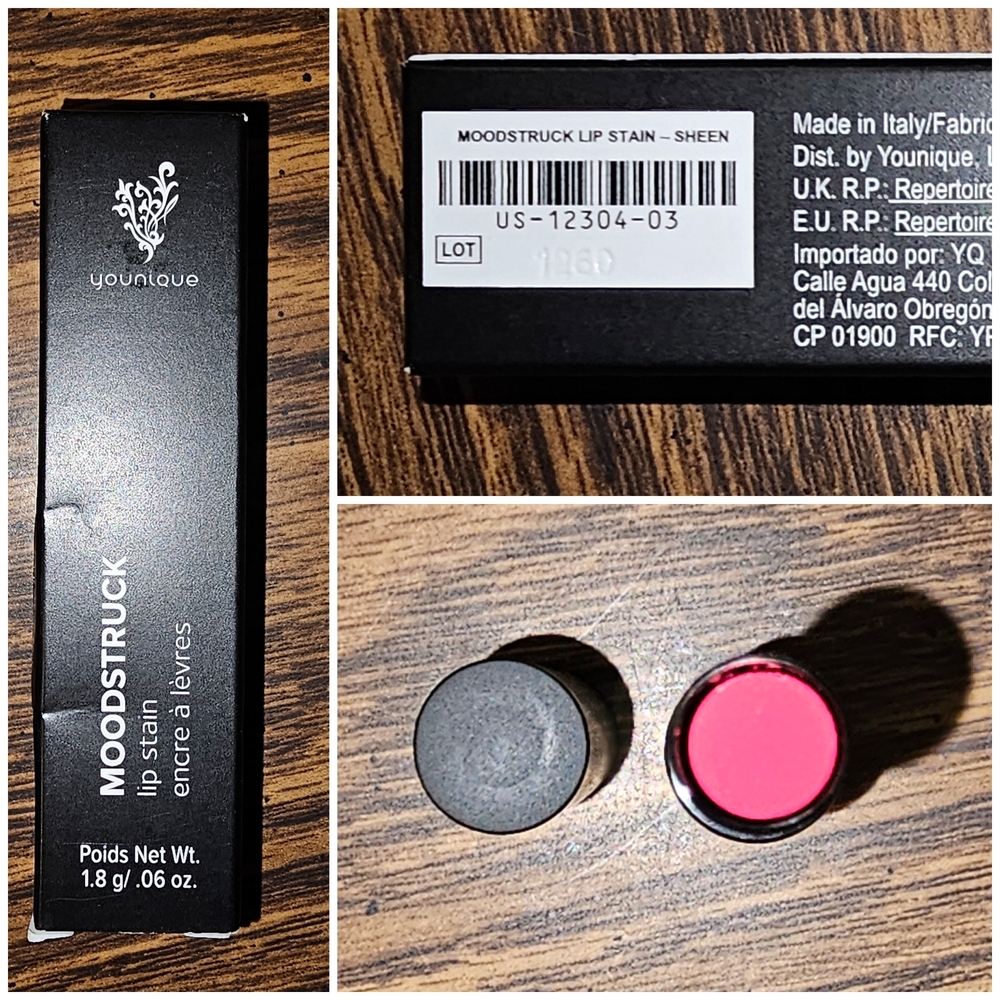 younique
MOODSTRUCK
lip stain
encre à lèvres
Poids Net Wt.
1.8 g/ .06 oz.
MOODSTRUCK LIP STAIN – SHEEN
US-12304-03
LOT
1260
Made in Italy/Fabric
Dist. by Younique, L
U.K. R.P.: Repertoire
E.U. R.P.: Repertoire
Importado por: YQ
Calle Agua 440 Col
del Álvaro Obregón
CP 01900 RFC: YF